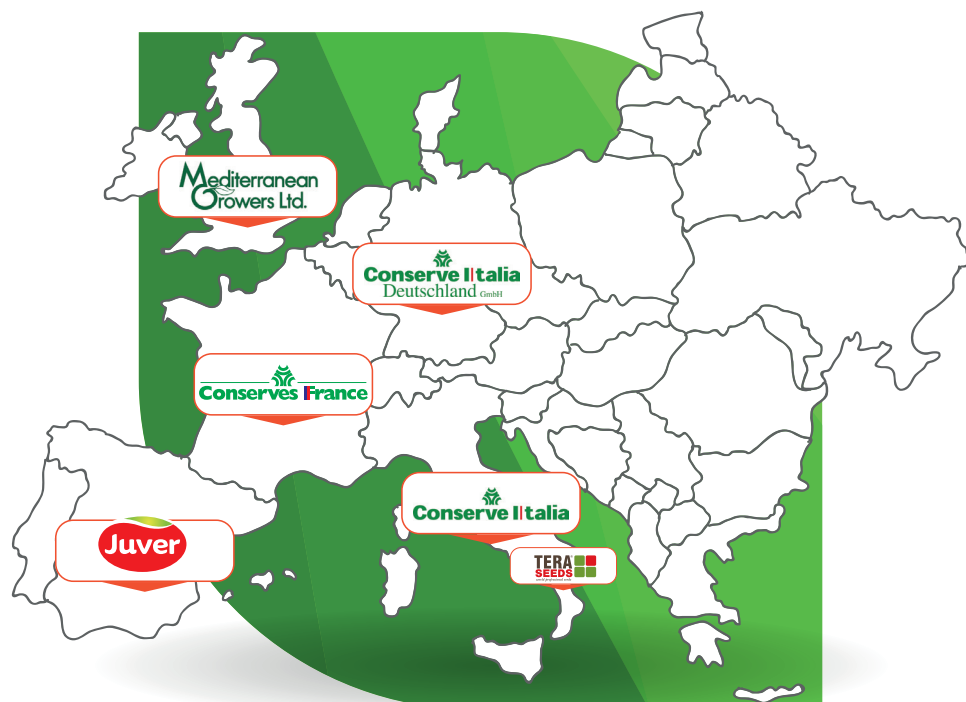 Mediterranean
Growers Ltd.
Conserve Italia
Deutschland GmbH
Conserves France
Conserve Italia
Juver
TERA
SEEDS